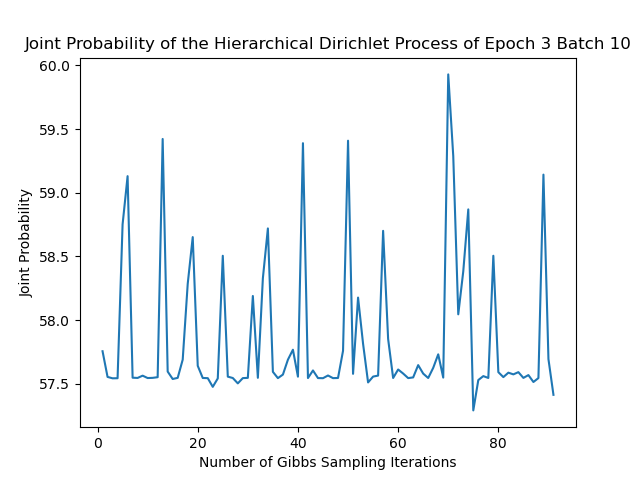 Joint Probability of the Hierarchical Dirichlet Process of Epoch 3 Batch 10
60.0
59.5
59.0
58.5
58.0
57.5
Joint Probability
0 20 40 60 80
Number of Gibbs Sampling Iterations